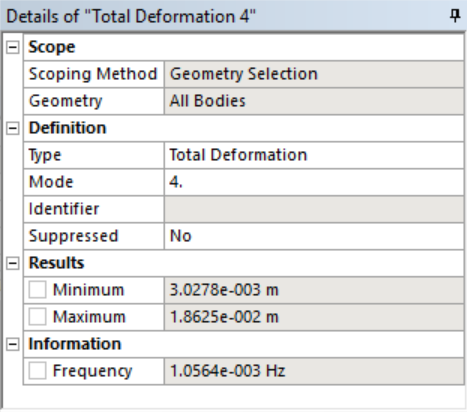 Details of "Total Deformation 4"
Scope
Scoping Method Geometry Selection
Geometry All Bodies
Definition
Type Total Deformation
Mode 4.
Identifier
Suppressed No
Results
Minimum 3.0278e-003 m
Maximum 1.8625e-002 m
Information
Frequency 1.0564e-003 Hz